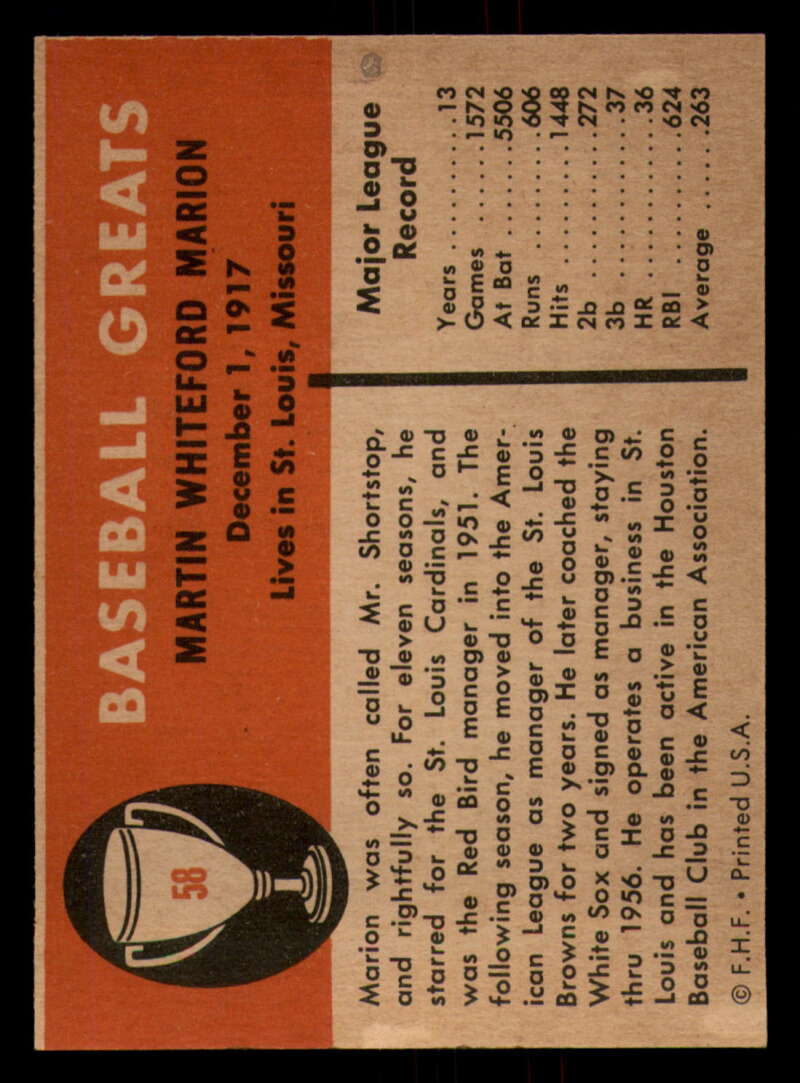 58
BASEBALL GREATS
MARTIN WHITEFORD MARION
December 1, 1917
Lives in St. Louis, Missouri
Marion was often called Mr. Shortstop,
and rightfully so. For eleven seasons, he
starred for the St. Louis Cardinals, and
was the Red Bird manager in 1951. The
following season, he moved into the Amer-
ican League as manager of the St. Louis
Browns for two years. He later coached the
White Sox and signed as manager, staying
thru 1956. He operates a business in St.
Louis and has been active in the Houston
Baseball Club in the American Association.
© F.H.F. • Printed U.S.A.
Major League
Record
Years .........13
Games ......1572
At Bat .......5506
Runs .........606
Hits .........1448
2b ...........272
3b ............37
HR ............36
RBI ..........624
Average .....263